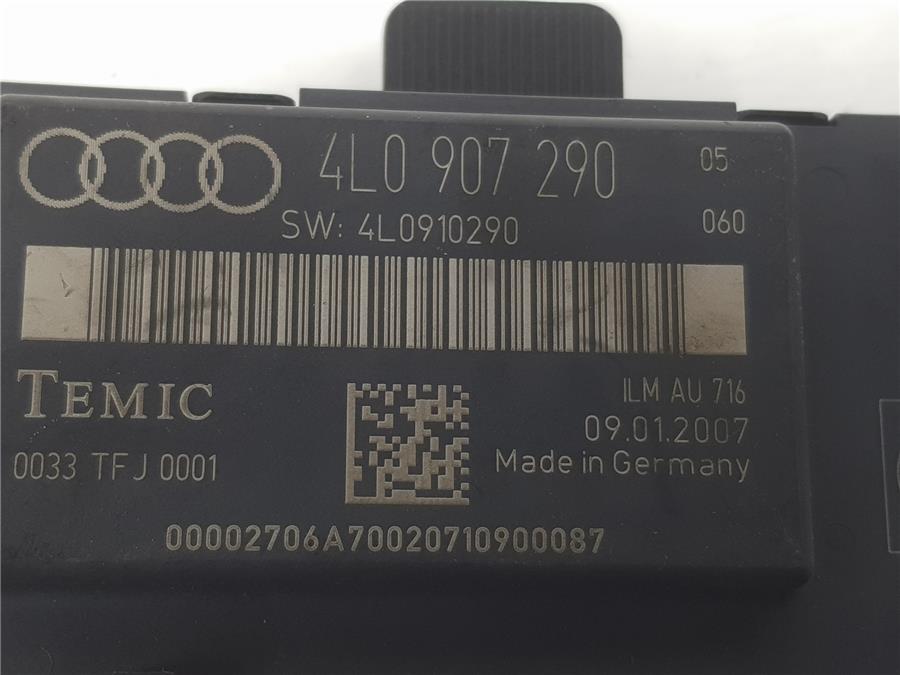 4L0 907 290 05
SW: 4L0910290 060
TEMIC
ILM AU 716
09.01.2007
0033 TFJ 0001
Made in Germany
00002706A70020710900087